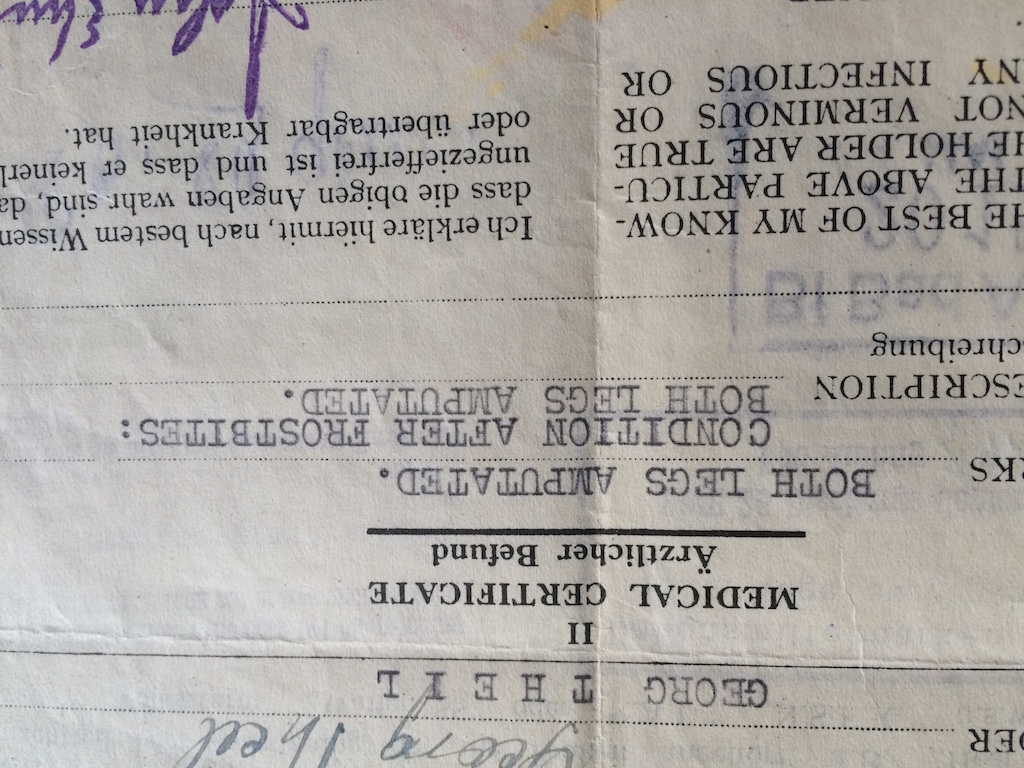 DER
Georg Theil
GEORG THEIL
II
MEDICAL CERTIFICATE
Ärztlicher Befund
RKS BOTH LEGS AMPUTATED.
CONDITION AFTER FROSTBITES:
ESCRIPTION BOTH LEGS AMPUTATED.
chreibung
HE BEST OF MY KNOW-
THE ABOVE PARTICU-
HE HOLDER ARE TRUE
NOT VERMINOUS OR
NY INFECTIOUS OR
Ich erkläre hiermit, nach bestem Wissen
dass die obigen Angaben wahr sind, da
ungeziefferfrei ist und dass er keinerl
oder übertragbar Krankheit hat.